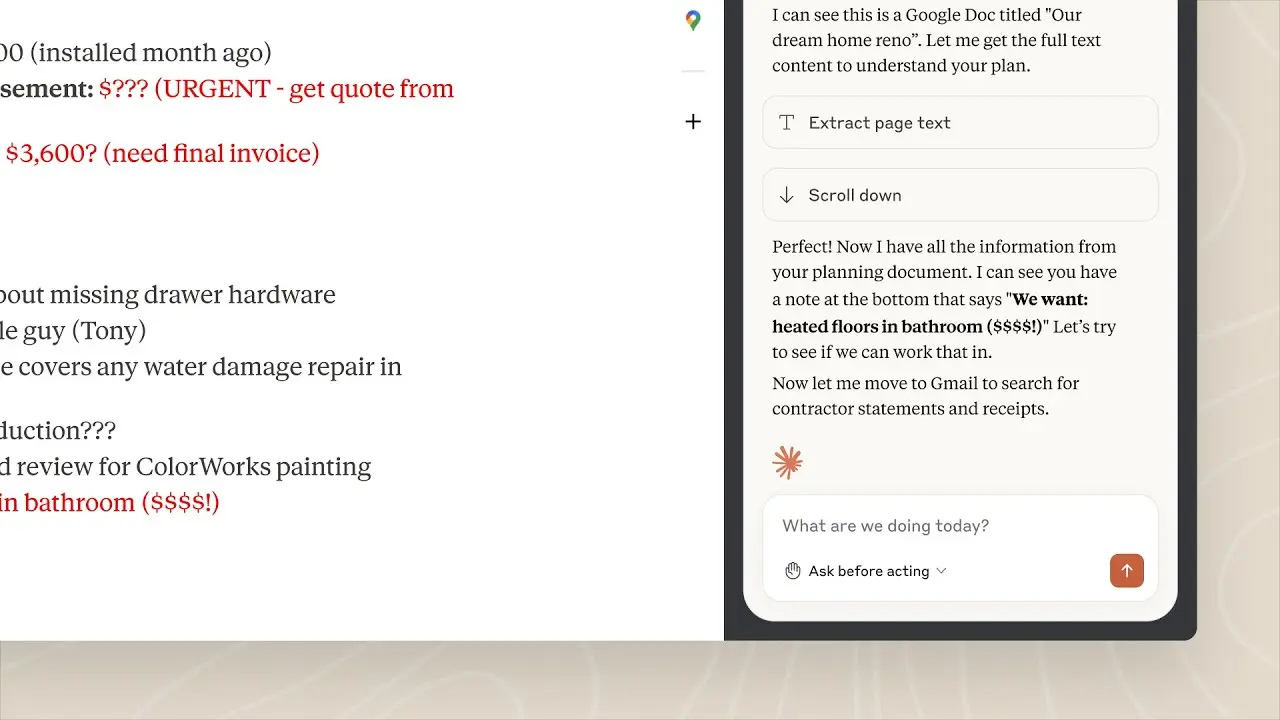 00 (installed month ago)
sement: $??? (URGENT - get quote from
$3,600? (need final invoice)
bout missing drawer hardware
le guy (Tony)
e covers any water damage repair in
duction???
d review for ColorWorks painting
in bathroom ($$$$!)
I can see this is a Google Doc titled "Our
dream home reno”. Let me get the full text
content to understand your plan.
Extract page text
Scroll down
Perfect! Now I have all the information from
your planning document. I can see you have
a note at the bottom that says "We want:
heated floors in bathroom ($$$$!)" Let’s try
to see if we can work that in.
Now let me move to Gmail to search for
contractor statements and receipts.
What are we doing today?
Ask before acting